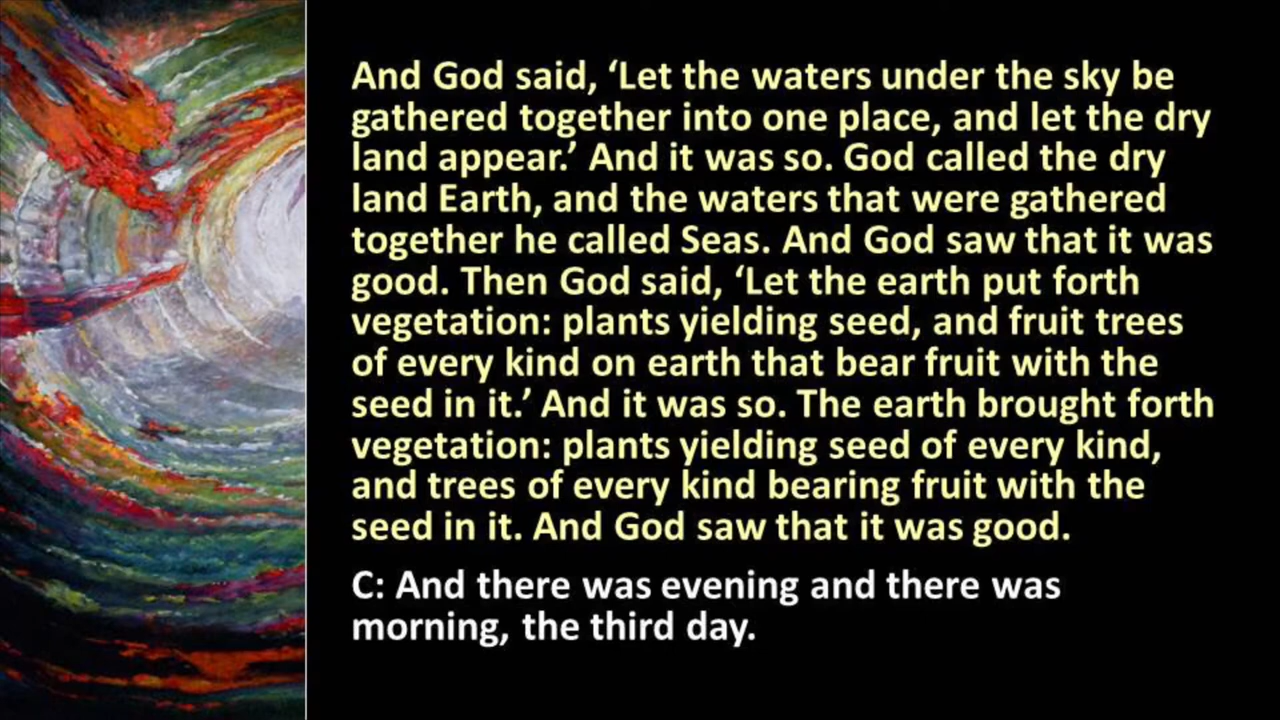 And God said, ‘Let the waters under the sky be
gathered together into one place, and let the dry
land appear.’ And it was so. God called the dry
land Earth, and the waters that were gathered
together he called Seas. And God saw that it was
good. Then God said, ‘Let the earth put forth
vegetation: plants yielding seed, and fruit trees
of every kind on earth that bear fruit with the
seed in it.’ And it was so. The earth brought forth
vegetation: plants yielding seed of every kind,
and trees of every kind bearing fruit with the
seed in it. And God saw that it was good.
C: And there was evening and there was
morning, the third day.